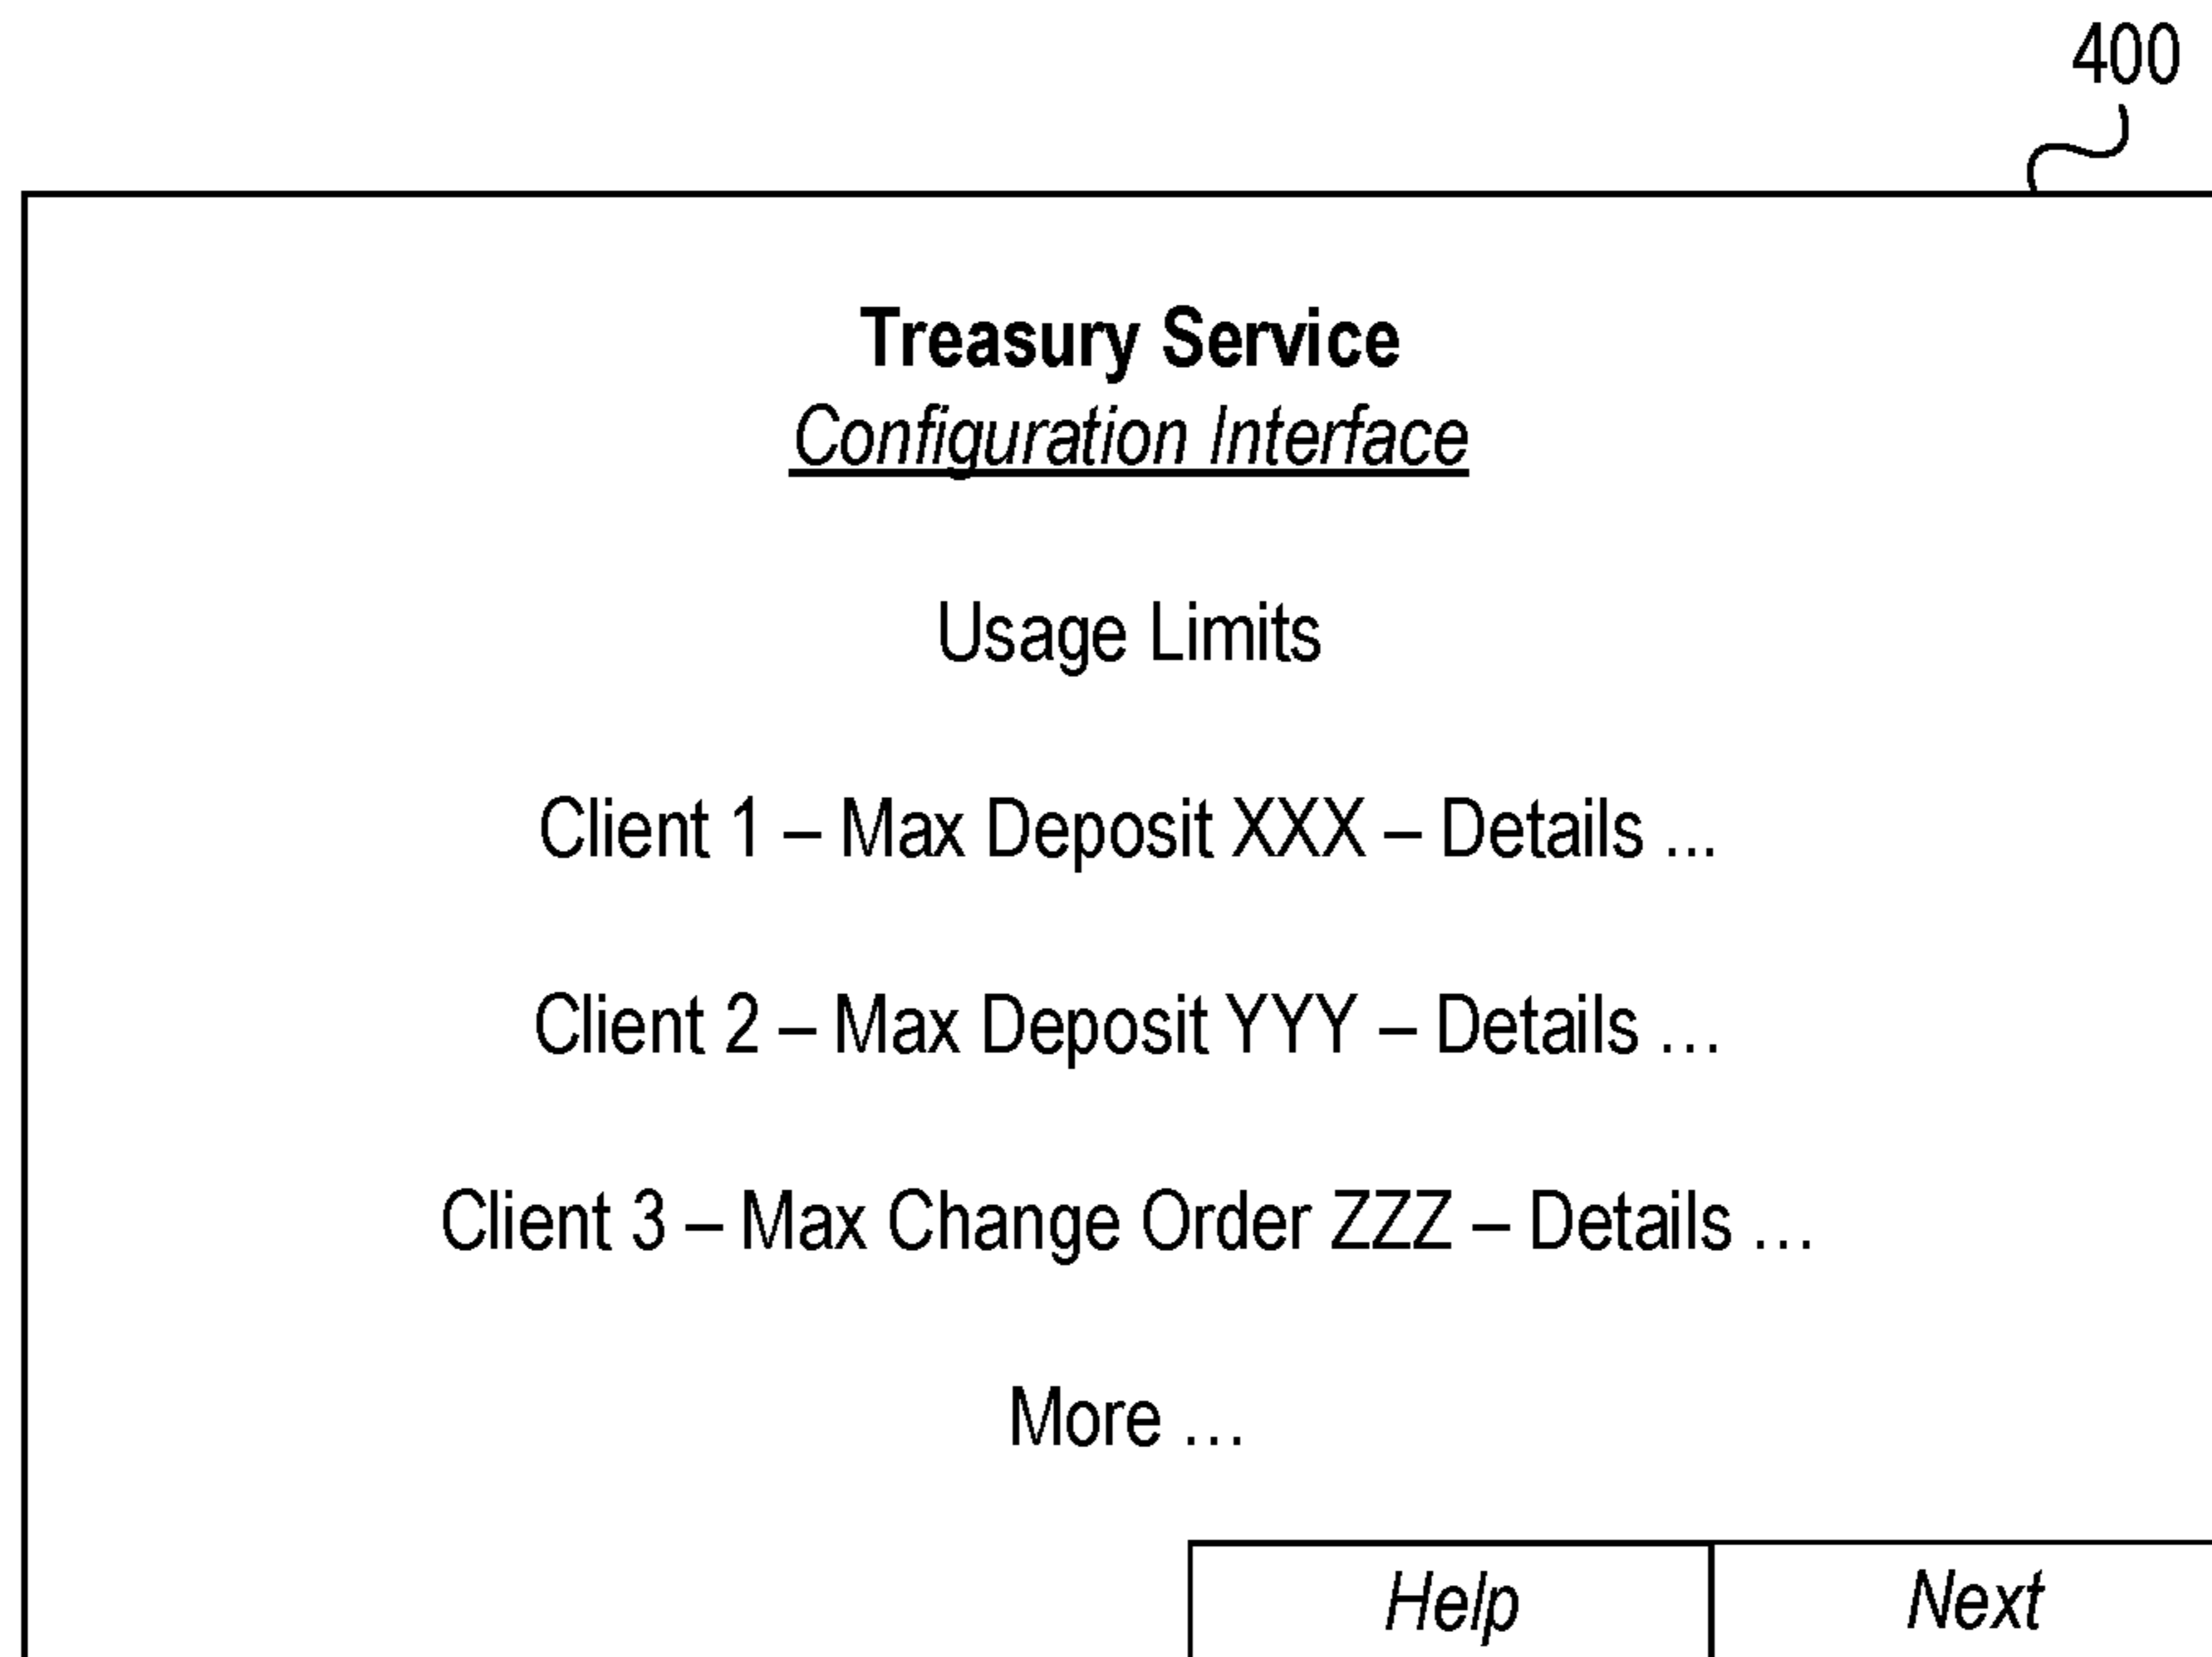 400
Treasury Service
Configuration Interface
Usage Limits
Client 1 – Max Deposit XXX – Details ...
Client 2 – Max Deposit YYY – Details …
Client 3 – Max Change Order ZZZ – Details …
More …
Help
Next